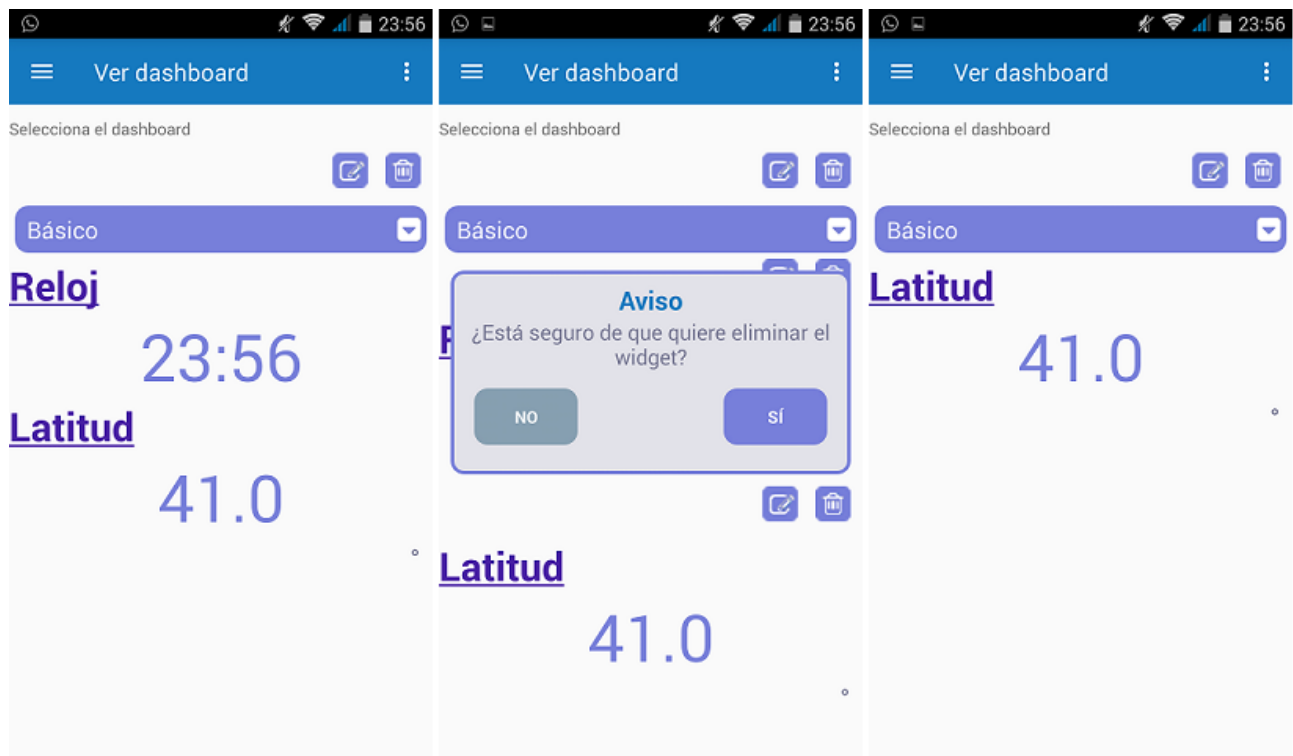 23:56
Ver dashboard
Selecciona el dashboard
Básico
Reloj
23:56
Latitud
41.0
°
23:56
Ver dashboard
Selecciona el dashboard
Básico
Aviso
¿Está seguro de que quiere eliminar el
widget?
NO
SÍ
Latitud
41.0
°
23:56
Ver dashboard
Selecciona el dashboard
Básico
Latitud
41.0
°